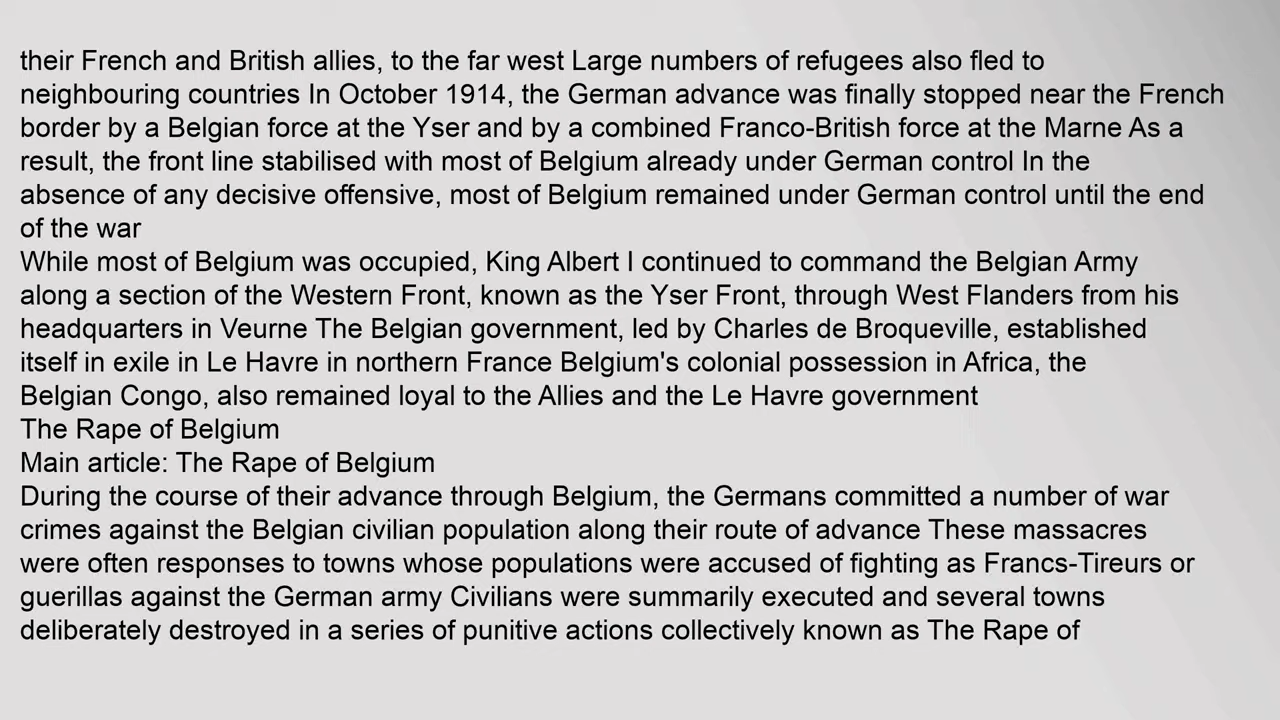 their French and British allies, to the far west Large numbers of refugees also fled to
neighbouring countries In October 1914, the German advance was finally stopped near the French
border by a Belgian force at the Yser and by a combined Franco-British force at the Marne As a
result, the front line stabilised with most of Belgium already under German control In the
absence of any decisive offensive, most of Belgium remained under German control until the end
of the war
While most of Belgium was occupied, King Albert I continued to command the Belgian Army
along a section of the Western Front, known as the Yser Front, through West Flanders from his
headquarters in Veurne The Belgian government, led by Charles de Broqueville, established
itself in exile in Le Havre in northern France Belgium's colonial possession in Africa, the
Belgian Congo, also remained loyal to the Allies and the Le Havre government
The Rape of Belgium
Main article: The Rape of Belgium
During the course of their advance through Belgium, the Germans committed a number of war
crimes against the Belgian civilian population along their route of advance These massacres
were often responses to towns whose populations were accused of fighting as Francs-Tireurs or
guerillas against the German army Civilians were summarily executed and several towns
deliberately destroyed in a series of punitive actions collectively known as The Rape of